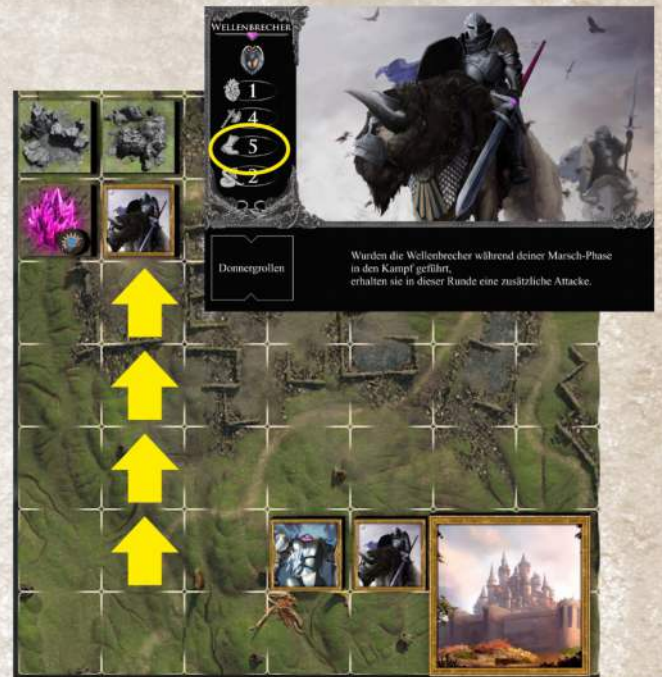 WELLENBRECHER
1
4
5
2
Donnergrollen
Wurden die Wellenbrecher während deiner Marsch-Phase
in den Kampf geführt,
erhalten sie in dieser Runde eine zusätzliche Attacke.